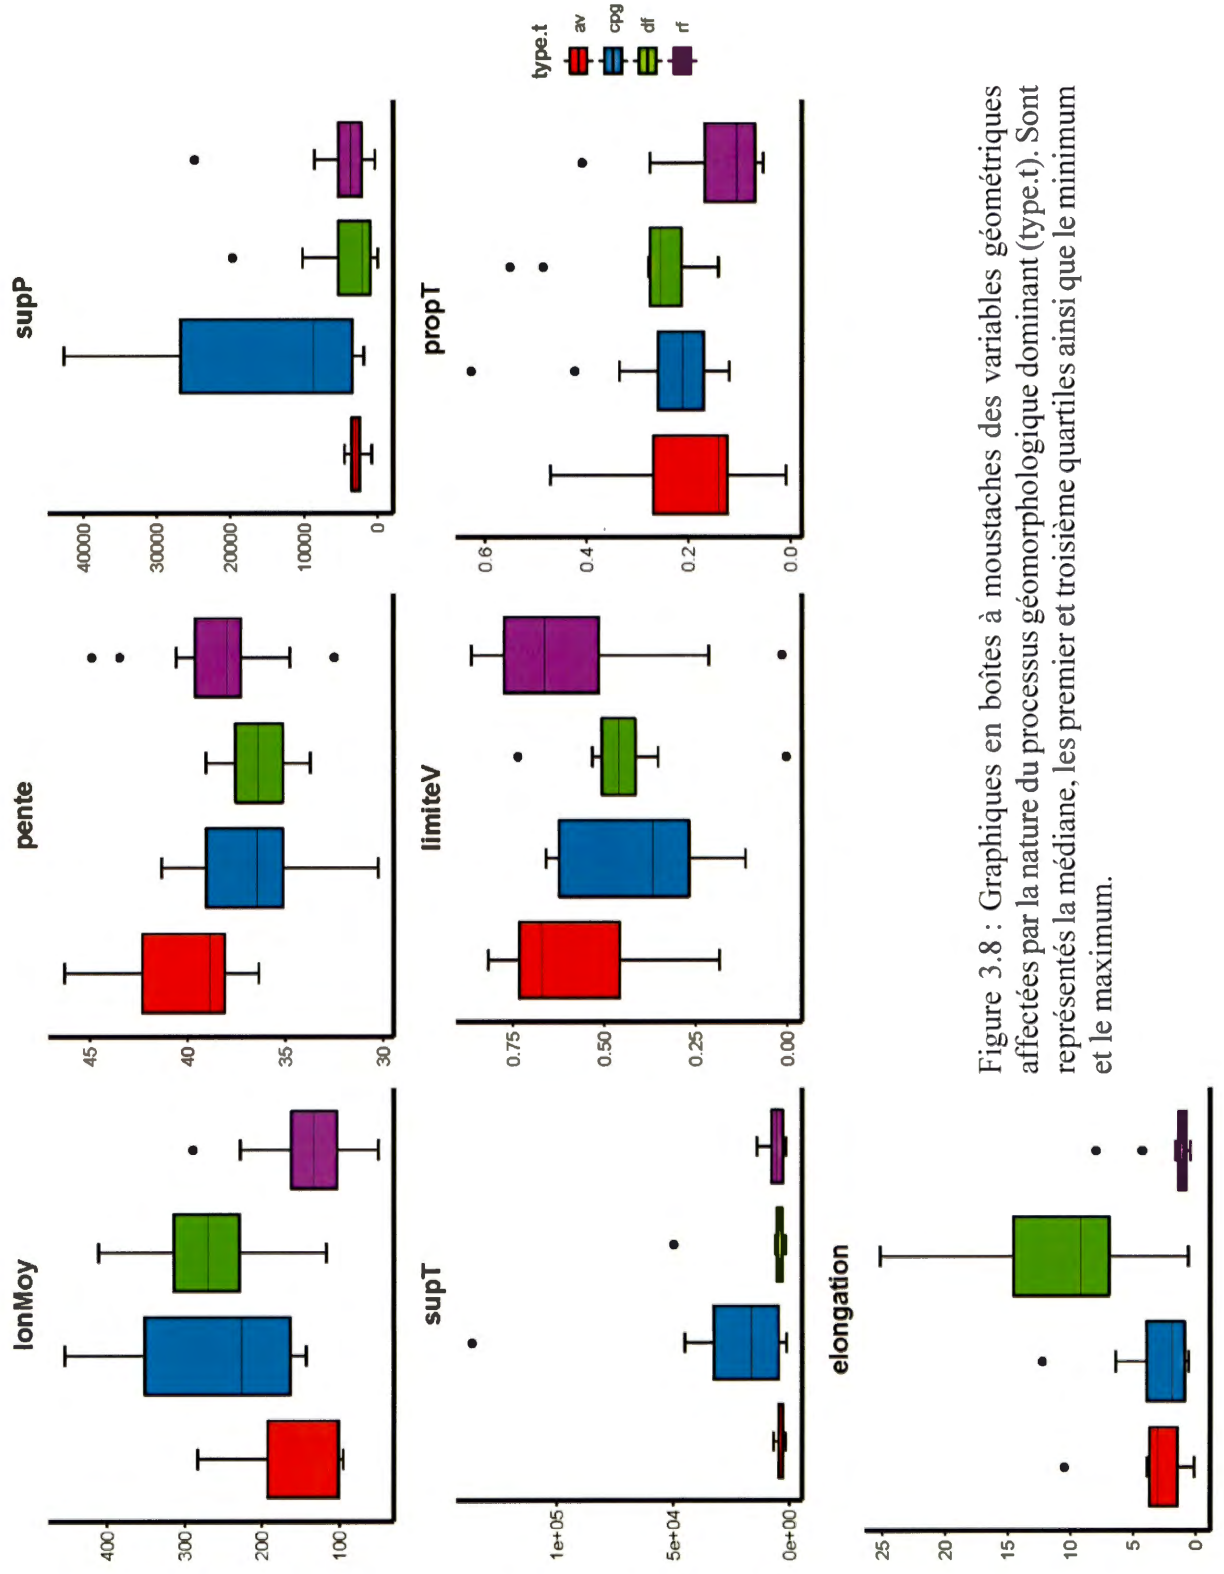 lonMoy
400
300
200
100
pente
45
40
35
30
supP
40000
30000
20000
10000
0
supT
1e+05
5e+04
0e+00
limiteV
0.75
0.50
0.25
0.00
propT
0.6
0.4
0.2
0.0
type.t
av
cpg
df
rf
elongation
25
20
15
10
5
0
Figure 3.8 : Graphiques en boîtes à moustaches des variables géométriques
affectées par la nature du processus géomorphologique dominant (type.t). Sont
représentés la médiane, les premier et troisième quartiles ainsi que le minimum
et le maximum.